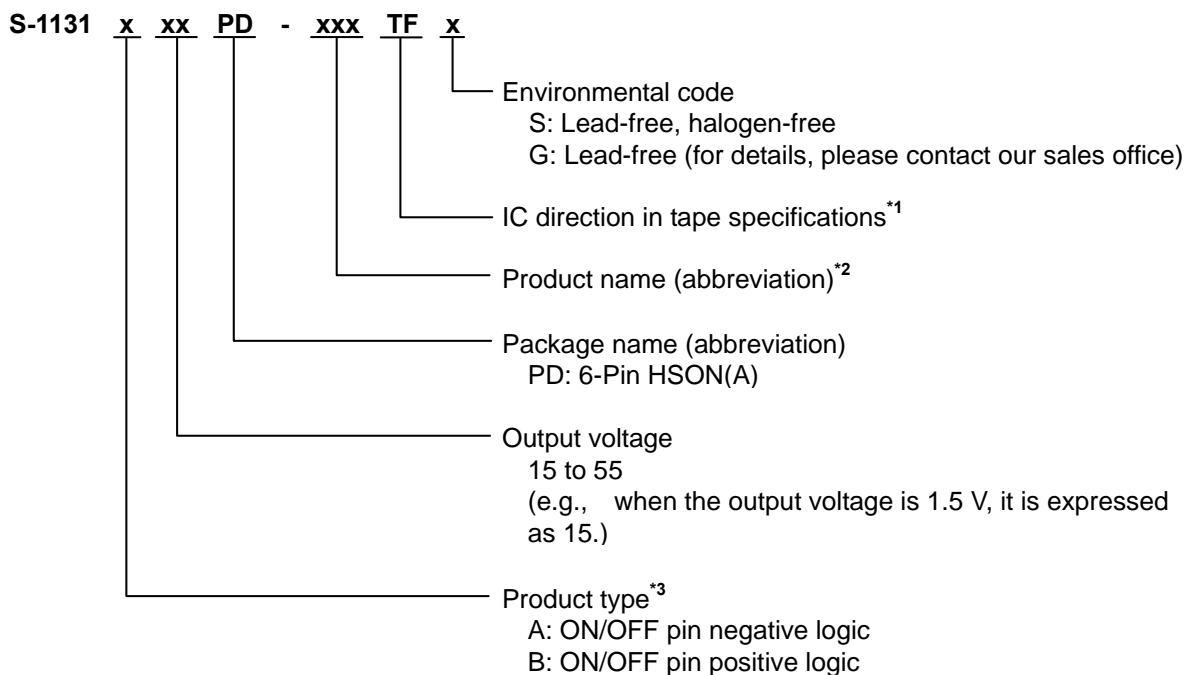 S-1131 x xx PD - xxx TF x
Environmental code
S: Lead-free, halogen-free
G: Lead-free (for details, please contact our sales office)
IC direction in tape specifications*1
Product name (abbreviation)*2
Package name (abbreviation)
PD: 6-Pin HSON(A)
Output voltage
15 to 55
(e.g., when the output voltage is 1.5 V, it is expressed
as 15.)
Product type*3
A: ON/OFF pin negative logic
B: ON/OFF pin positive logic